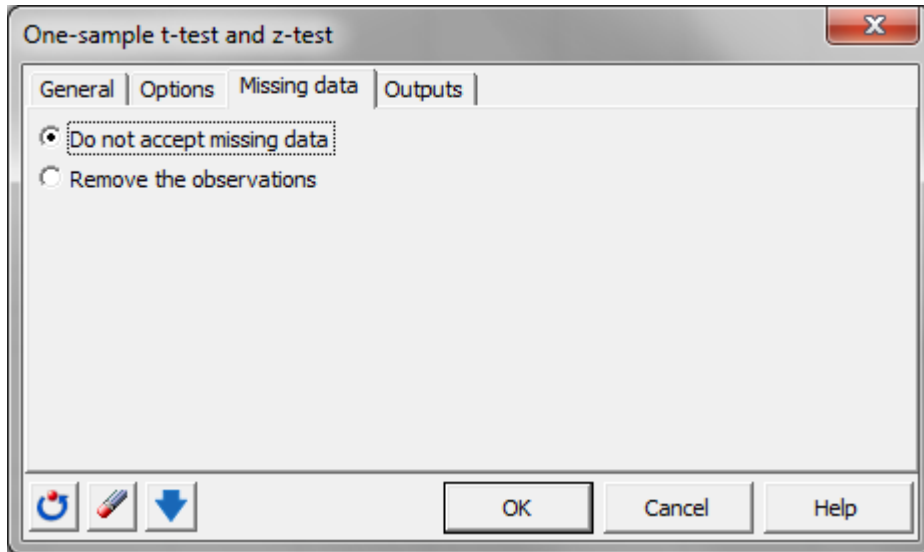 One-sample t-test and z-test
General Options Missing data Outputs
Do not accept missing data
Remove the observations
OK Cancel Help